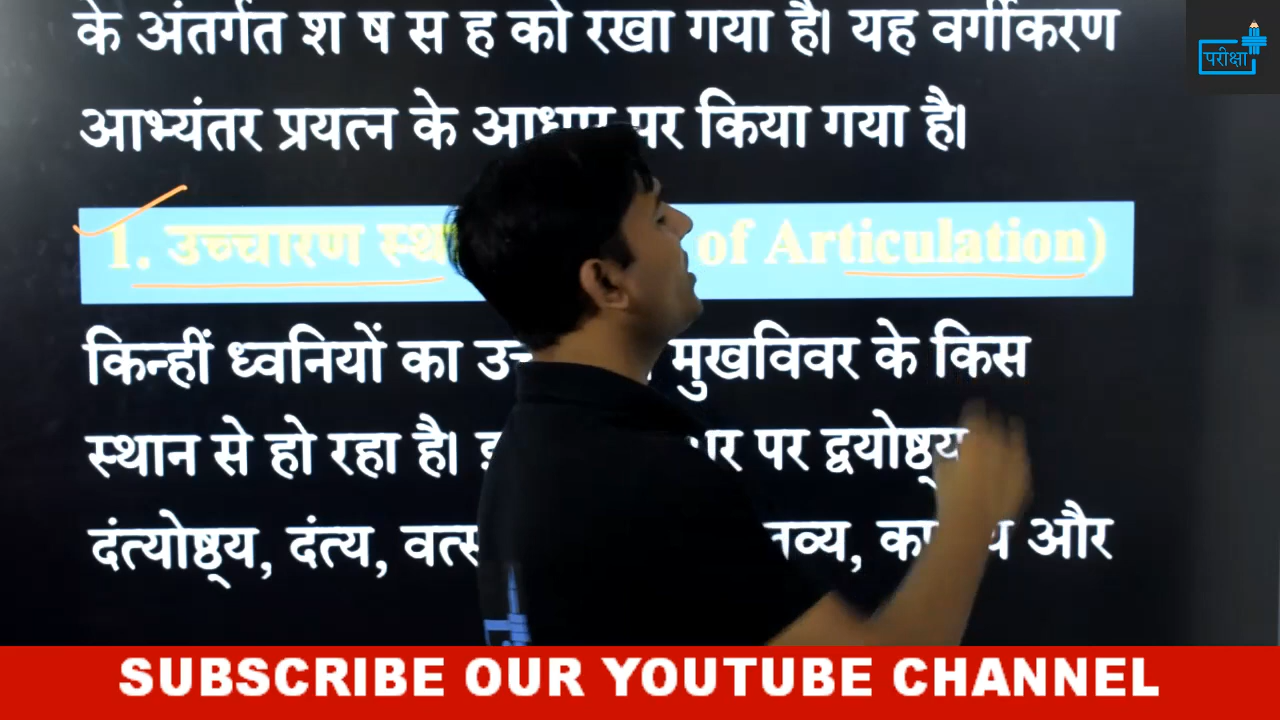 के अंतर्गत श ष स ह को रखा गया है। यह वर्गीकरण
परीक्षा
आभ्यंतर प्रयत्न के आधार पर किया गया है।
1. उच्चारण of Articulation)
किन्हीं ध्वनियों का मुखविवर के किस
स्थान से हो रहा है। पर द्वयोष्ठ्य
दंत्योष्ठ्य, दंत्य, और
SUBSCRIBE OUR YOUTUBE CHANNEL